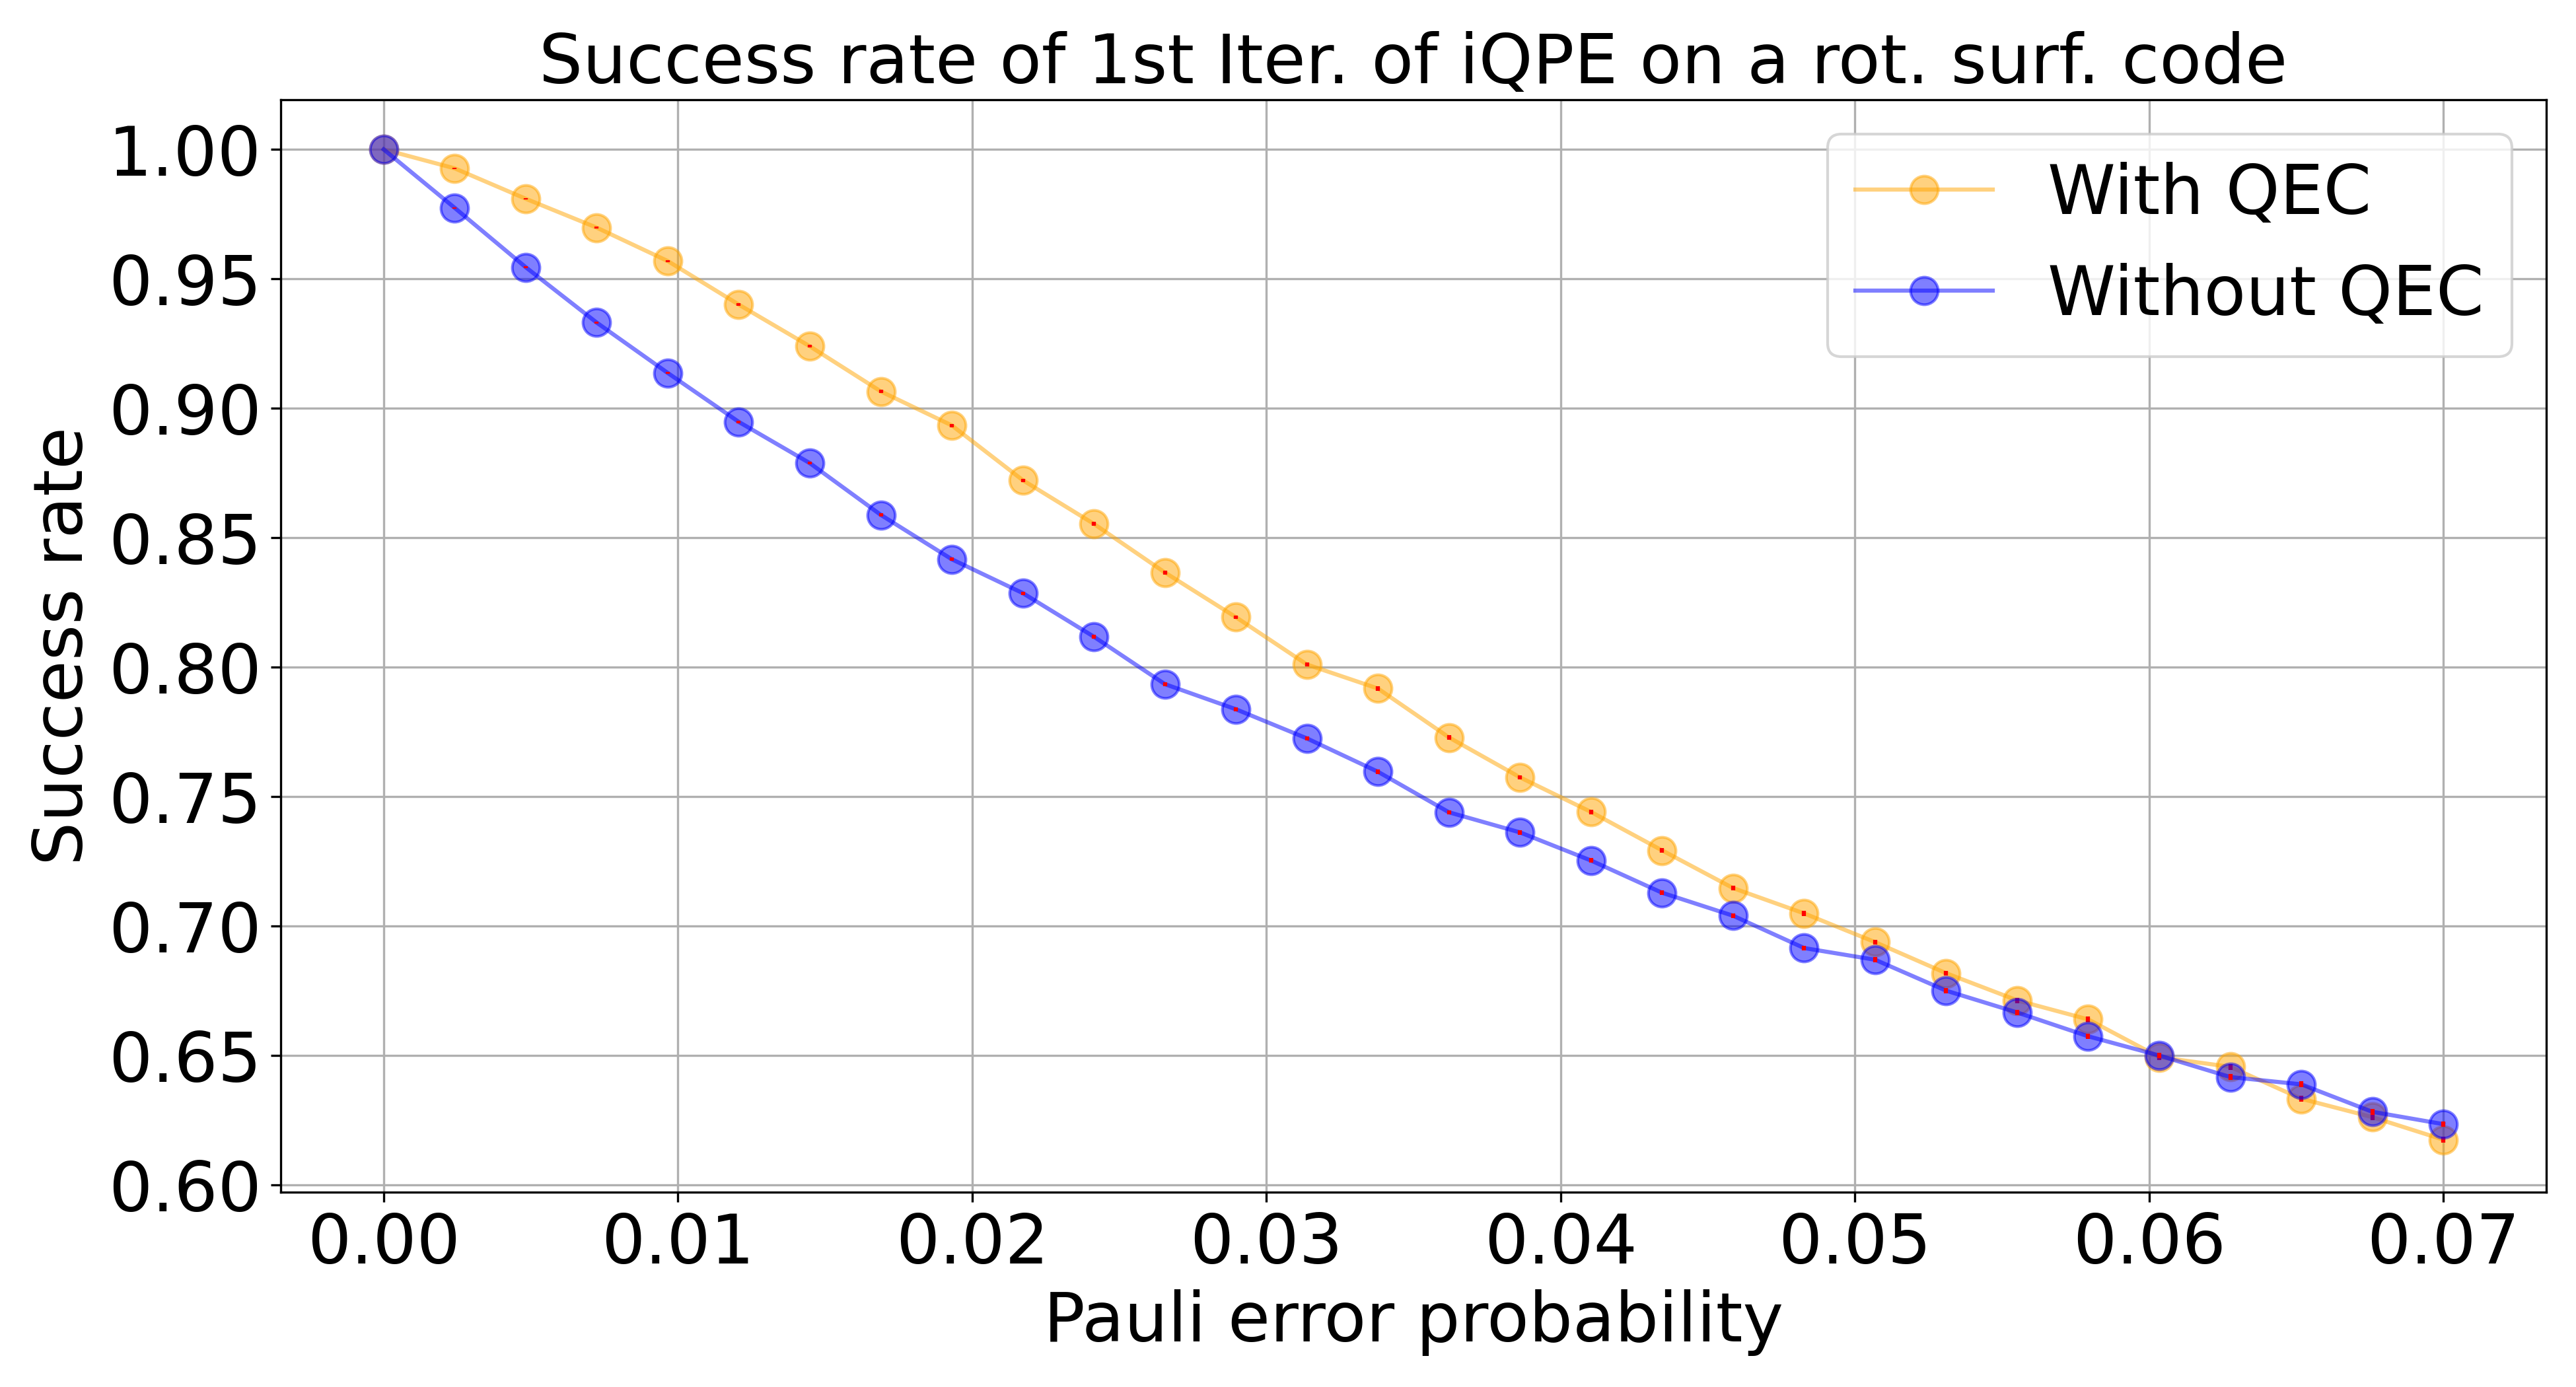 Success rate of 1st Iter. of iQPE on a rot. surf. code
With QEC
Without QEC
Success rate
1.00
0.95
0.90
0.85
0.80
0.75
0.70
0.65
0.60
0.00 0.01 0.02 0.03 0.04 0.05 0.06 0.07
Pauli error probability